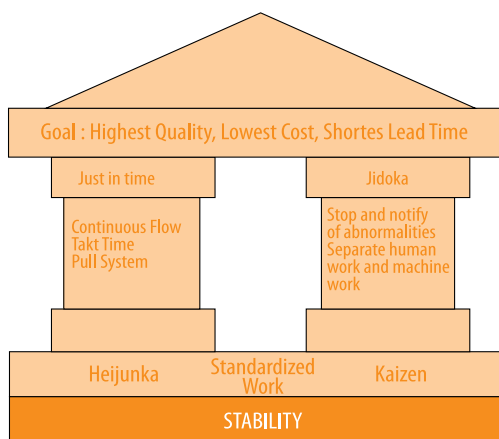 Goal : Highest Quality, Lowest Cost, Shortes Lead Time
Just in time
Continuous Flow
Takt Time
Pull System
Jidoka
Stop and notify
of abnormalities
Separate human
work and machine
work
Heijunka
Standardized
Work
Kaizen
STABILITY